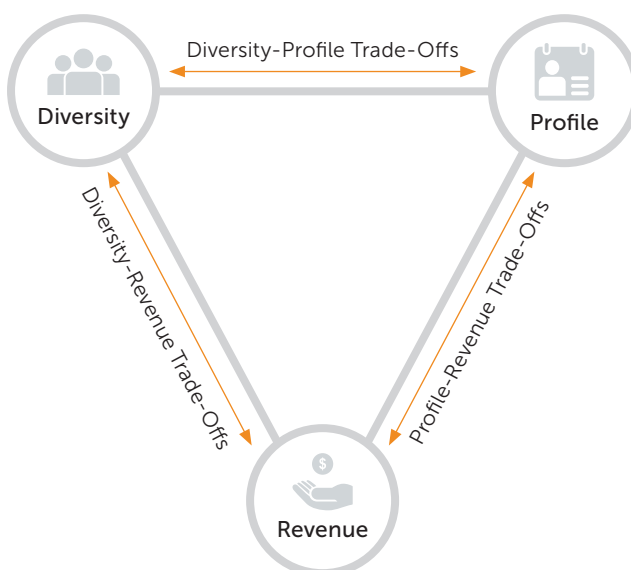 Diversity-Profile Trade-Offs
Diversity
Profile
Diversity-Revenue Trade-Offs
Profile-Revenue Trade-Offs
$
Revenue